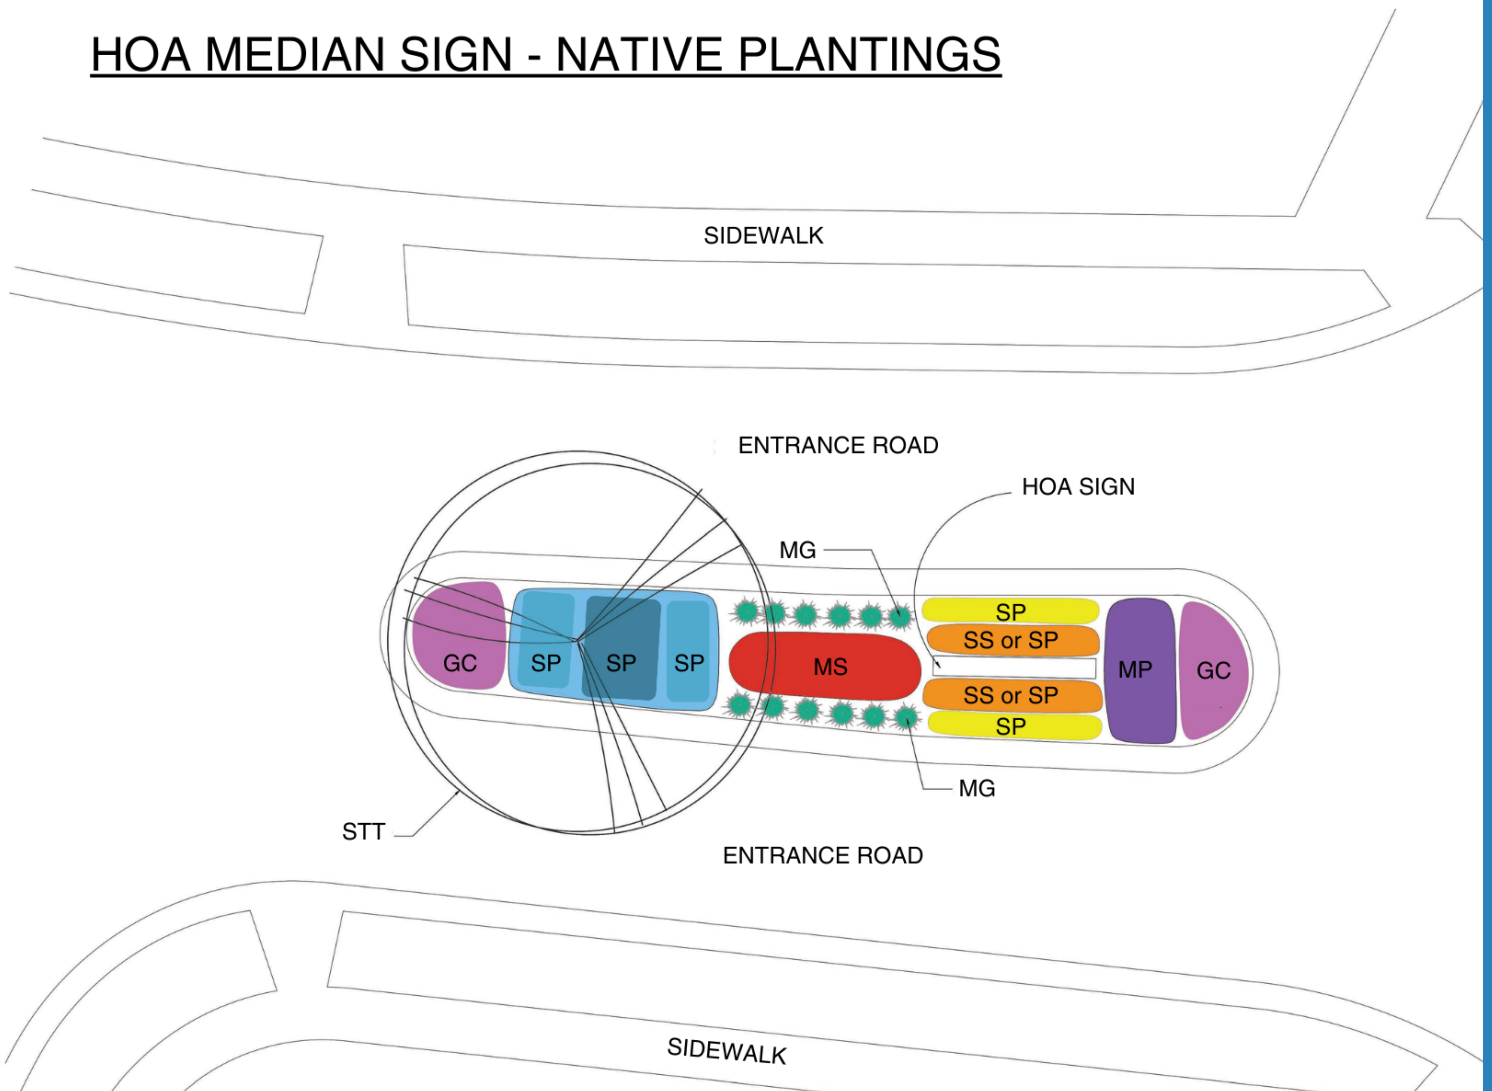 HOA MEDIAN SIGN - NATIVE PLANTINGS
SIDEWALK
ENTRANCE ROAD
HOA SIGN
MG
SP
SS or SP
GC
SP
SP
SP
MS
MP
GC
SS or SP
SP
MG
STT
ENTRANCE ROAD
SIDEWALK